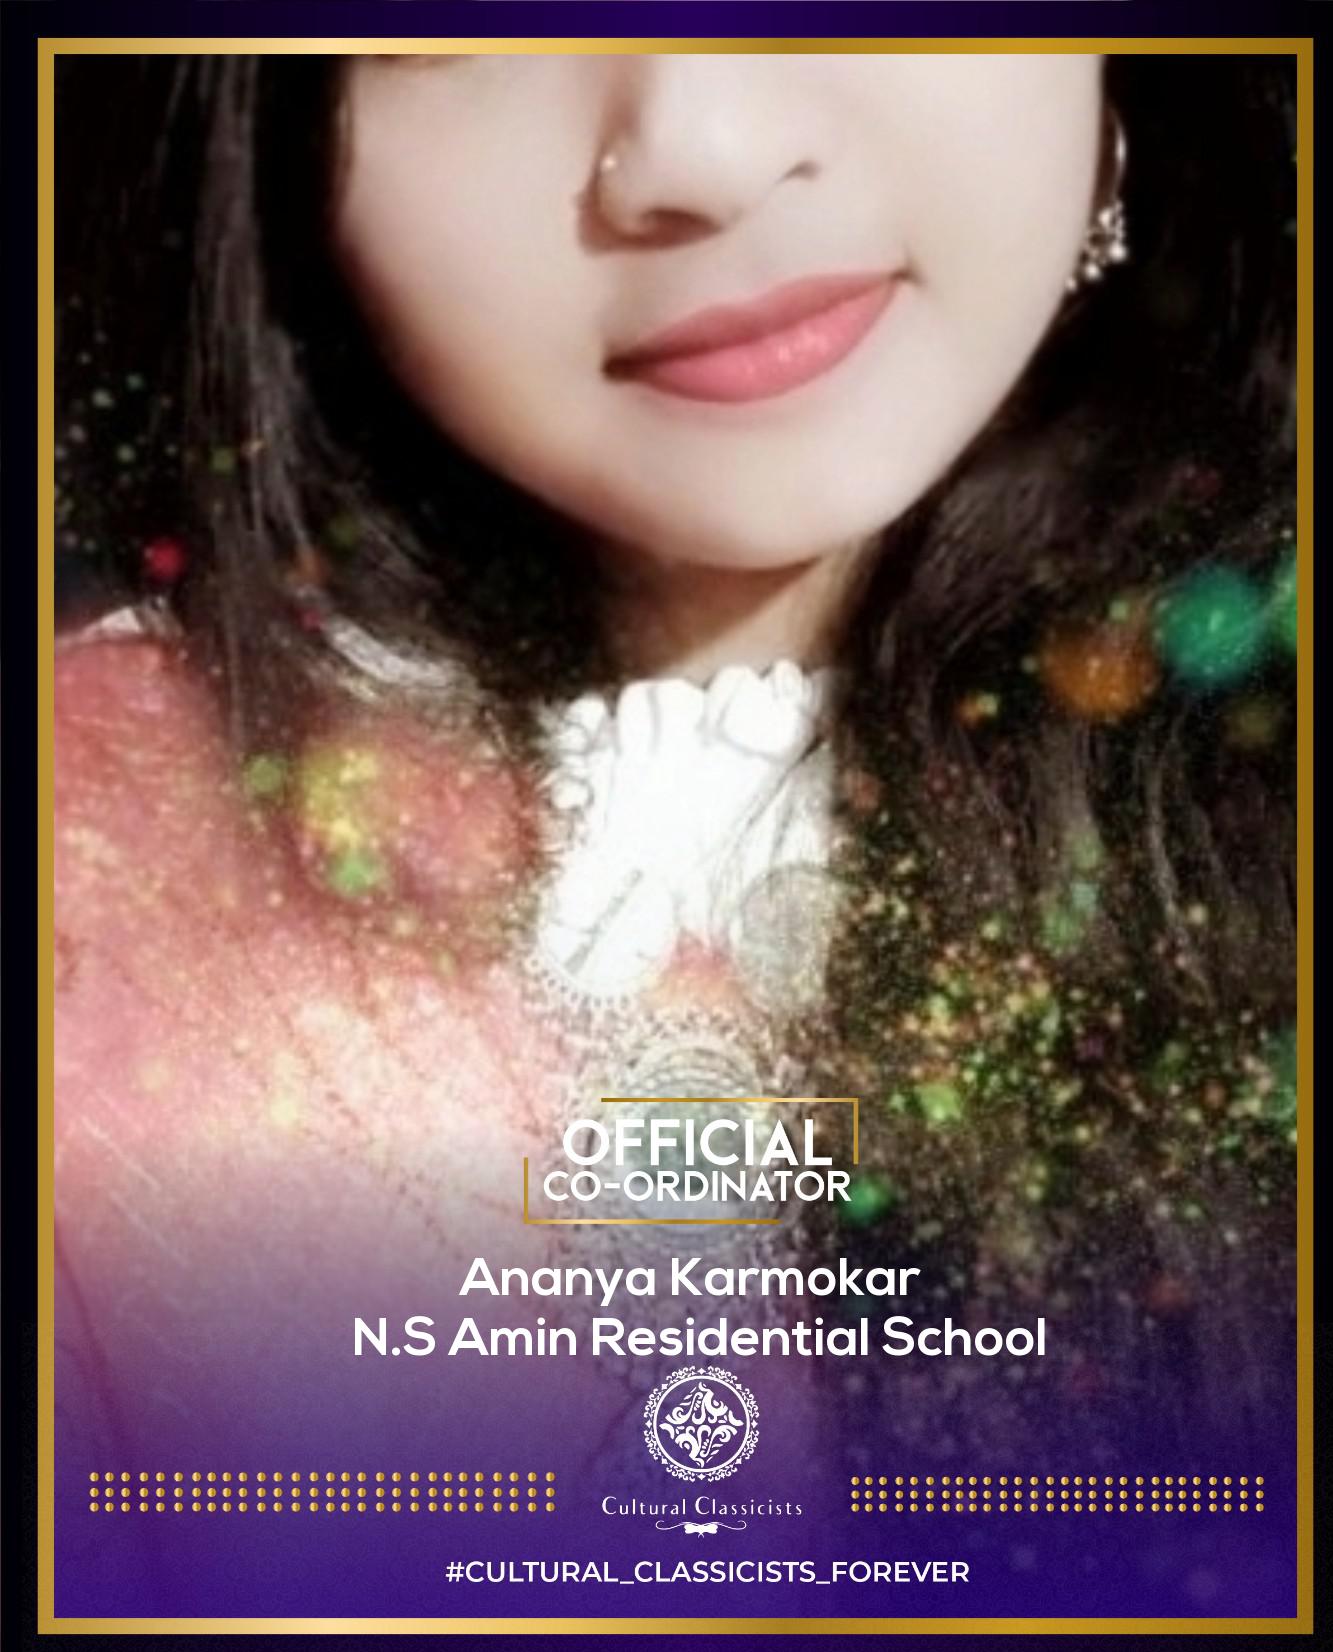 OFFICIAL
CO-ORDINATOR
Ananya Karmokar
N.S Amin Residential School
Cultural Classicists
#CULTURAL_CLASSICISTS_FOREVER